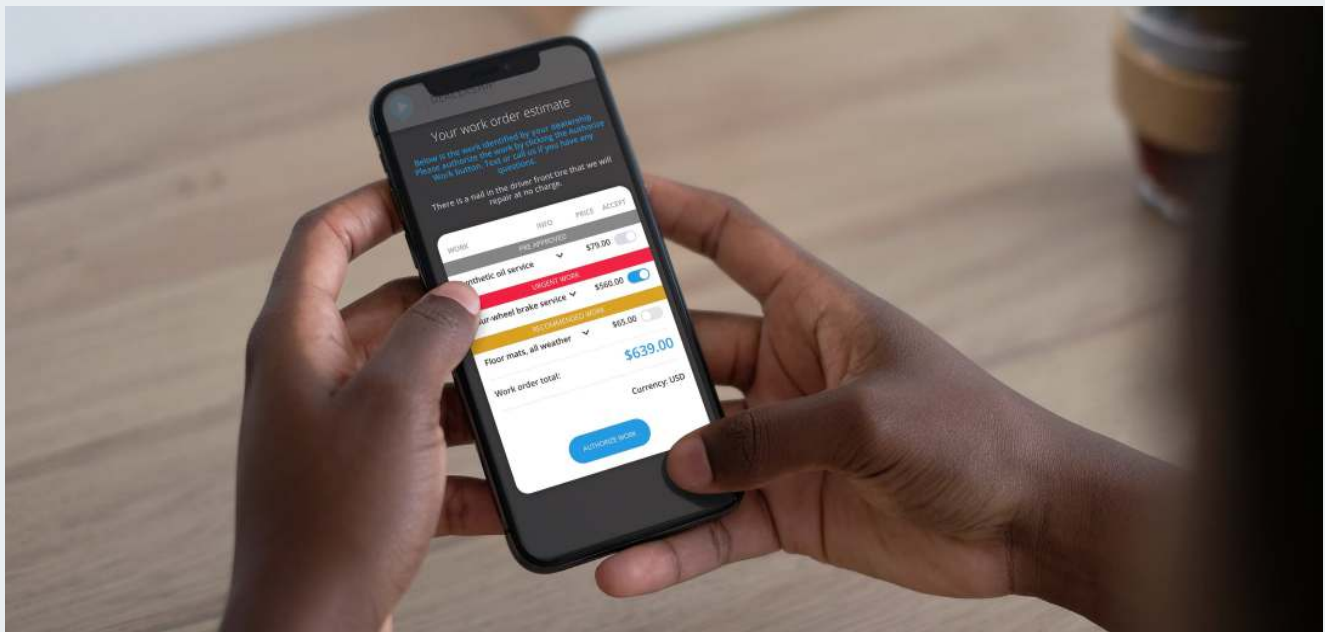 Your work order estimate
Below is the work identified by your dealership
Please authorize the work by clicking the Authorize
Work button. Text or call us if you have any
questions.
There is a nail in the driver front tire that we will
repair at no charge.
WORK INFO PRICE ACCEPT
PRE APPROVED
nthetic oil service $79.00
URGENT WORK
ur-wheel brake service $560.00
RECOMMENDED WORK
Floor mats, all weather $65.00
Work order total: $639.00
Currency: USD
AUTHORIZE WORK